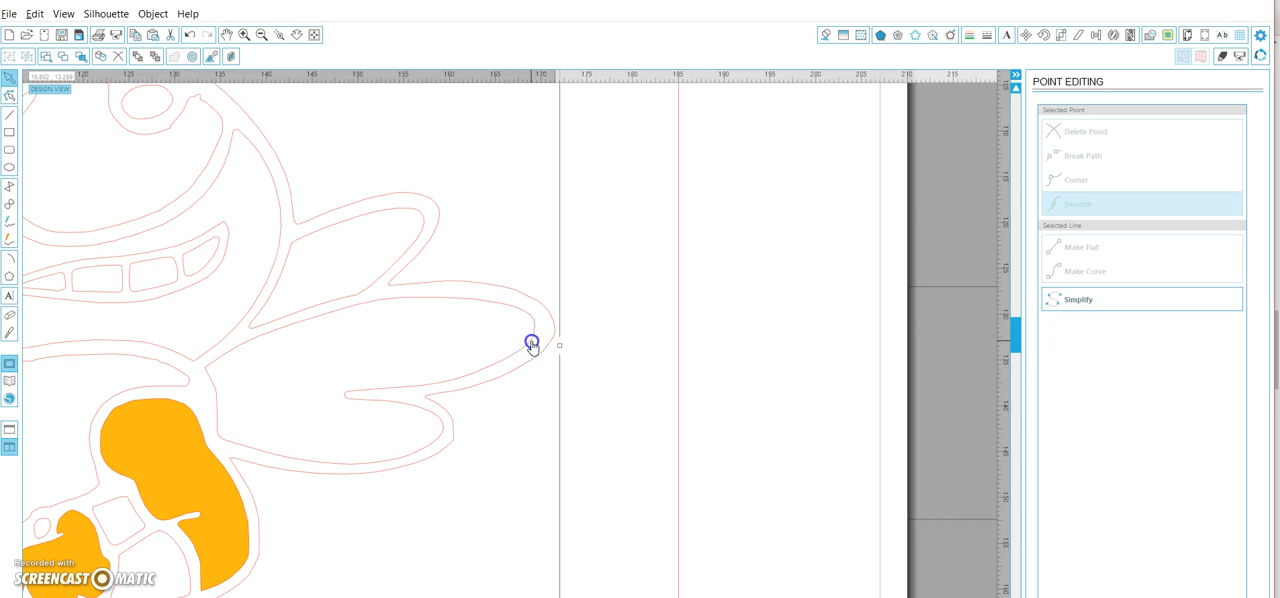 File Edit View Silhouette Object Help
A Ab
120 125 130 135 140 145 150 155 160 165 170 175 180 185 190 195 200 205 210 215
DESIGN VIEW
A
POINT EDITING
Selected Point
Delete Point
Break Path
Corner
Smooth
Selected Line
Make Flat
Make Curve
Simplify
Recorded with
SCREENCAST MATIC